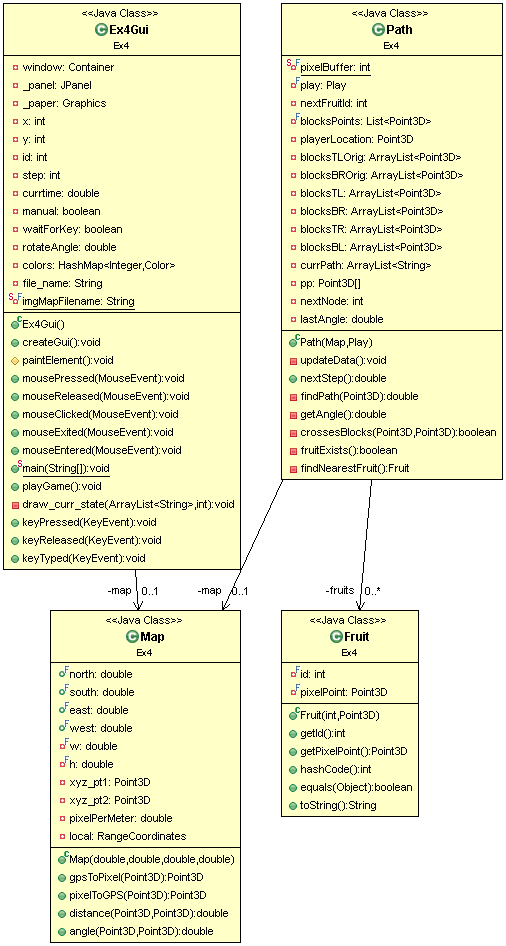 <<Java Class>>
Ex4Gui
Ex4
window: Container
_panel: JPanel
_paper: Graphics
x: int
y: int
id: int
step: int
currtime: double
manual: boolean
waitForKey: boolean
rotateAngle: double
colors: HashMap<Integer,Color>
file_name: String
S F imgMapFilename: String
C Ex4Gui()
createGui():void
paintElement():void
mousePressed(MouseEvent):void
mouseReleased(MouseEvent):void
mouseClicked(MouseEvent):void
mouseExited(MouseEvent):void
mouseEntered(MouseEvent):void
S main(String[]):void
playGame():void
draw_curr_state(ArrayList<String>,int):void
keyPressed(KeyEvent):void
keyReleased(KeyEvent):void
keyTyped(KeyEvent):void
<<Java Class>>
Path
Ex4
S F pixelBuffer: int
F play: Play
nextFruitId: int
F blocksPoints: List<Point3D>
playerLocation: Point3D
blocksTLOrig: ArrayList<Point3D>
blocksBROrig: ArrayList<Point3D>
blocksTL: ArrayList<Point3D>
blocksBR: ArrayList<Point3D>
blocksTR: ArrayList<Point3D>
blocksBL: ArrayList<Point3D>
currPath: ArrayList<String>
pp: Point3D[]
nextNode: int
lastAngle: double
C Path(Map,Play)
updateData():void
nextStep():double
findPath(Point3D):double
getAngle():double
crossesBlocks(Point3D,Point3D):boolean
fruitExists():boolean
findNearestFruit():Fruit
-map 0..1
-map 0..1
-fruits 0..*
<<Java Class>>
Map
Ex4
F north: double
F south: double
F east: double
F west: double
F w: double
F h: double
xyz_pt1: Point3D
xyz_pt2: Point3D
pixelPerMeter: double
local: RangeCoordinates
C Map(double,double,double,double)
gpsToPixel(Point3D):Point3D
pixelToGPS(Point3D):Point3D
distance(Point3D,Point3D):double
angle(Point3D,Point3D):double
<<Java Class>>
Fruit
Ex4
F id: int
F pixelPoint: Point3D
C Fruit(int,Point3D)
getId():int
getPixelPoint():Point3D
hashCode():int
equals(Object):boolean
toString():String